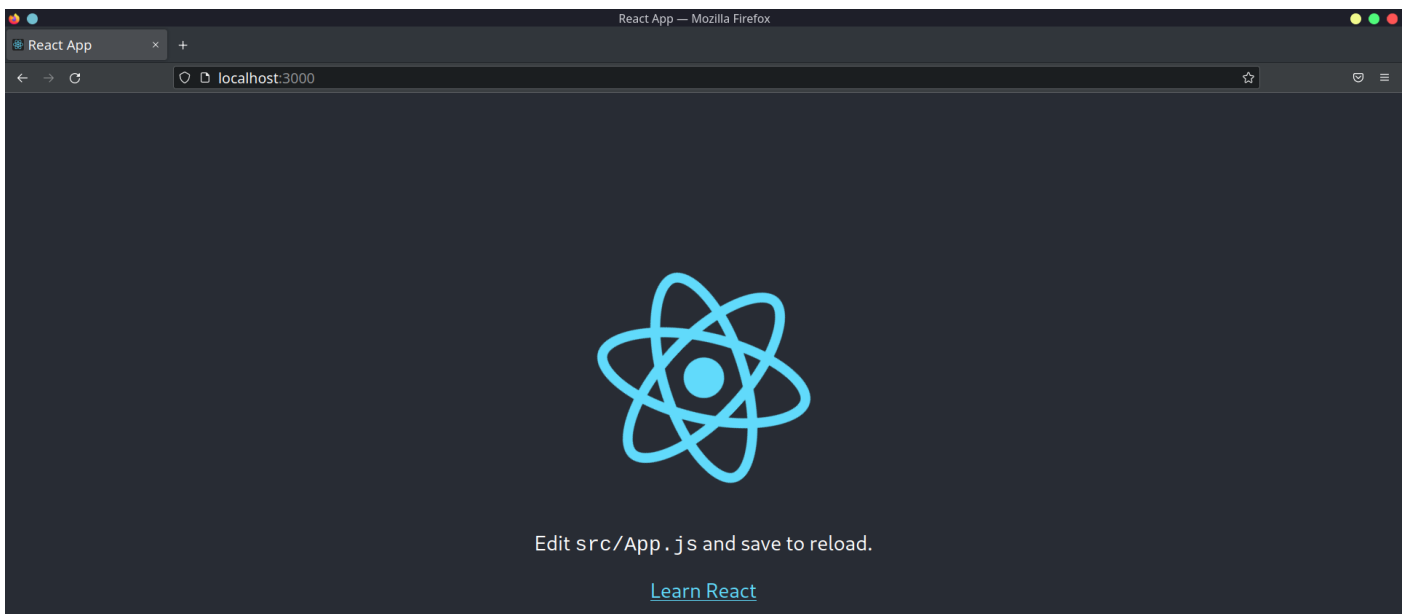 React App — Mozilla Firefox
React App
localhost:3000
Edit src/App.js and save to reload.
Learn React